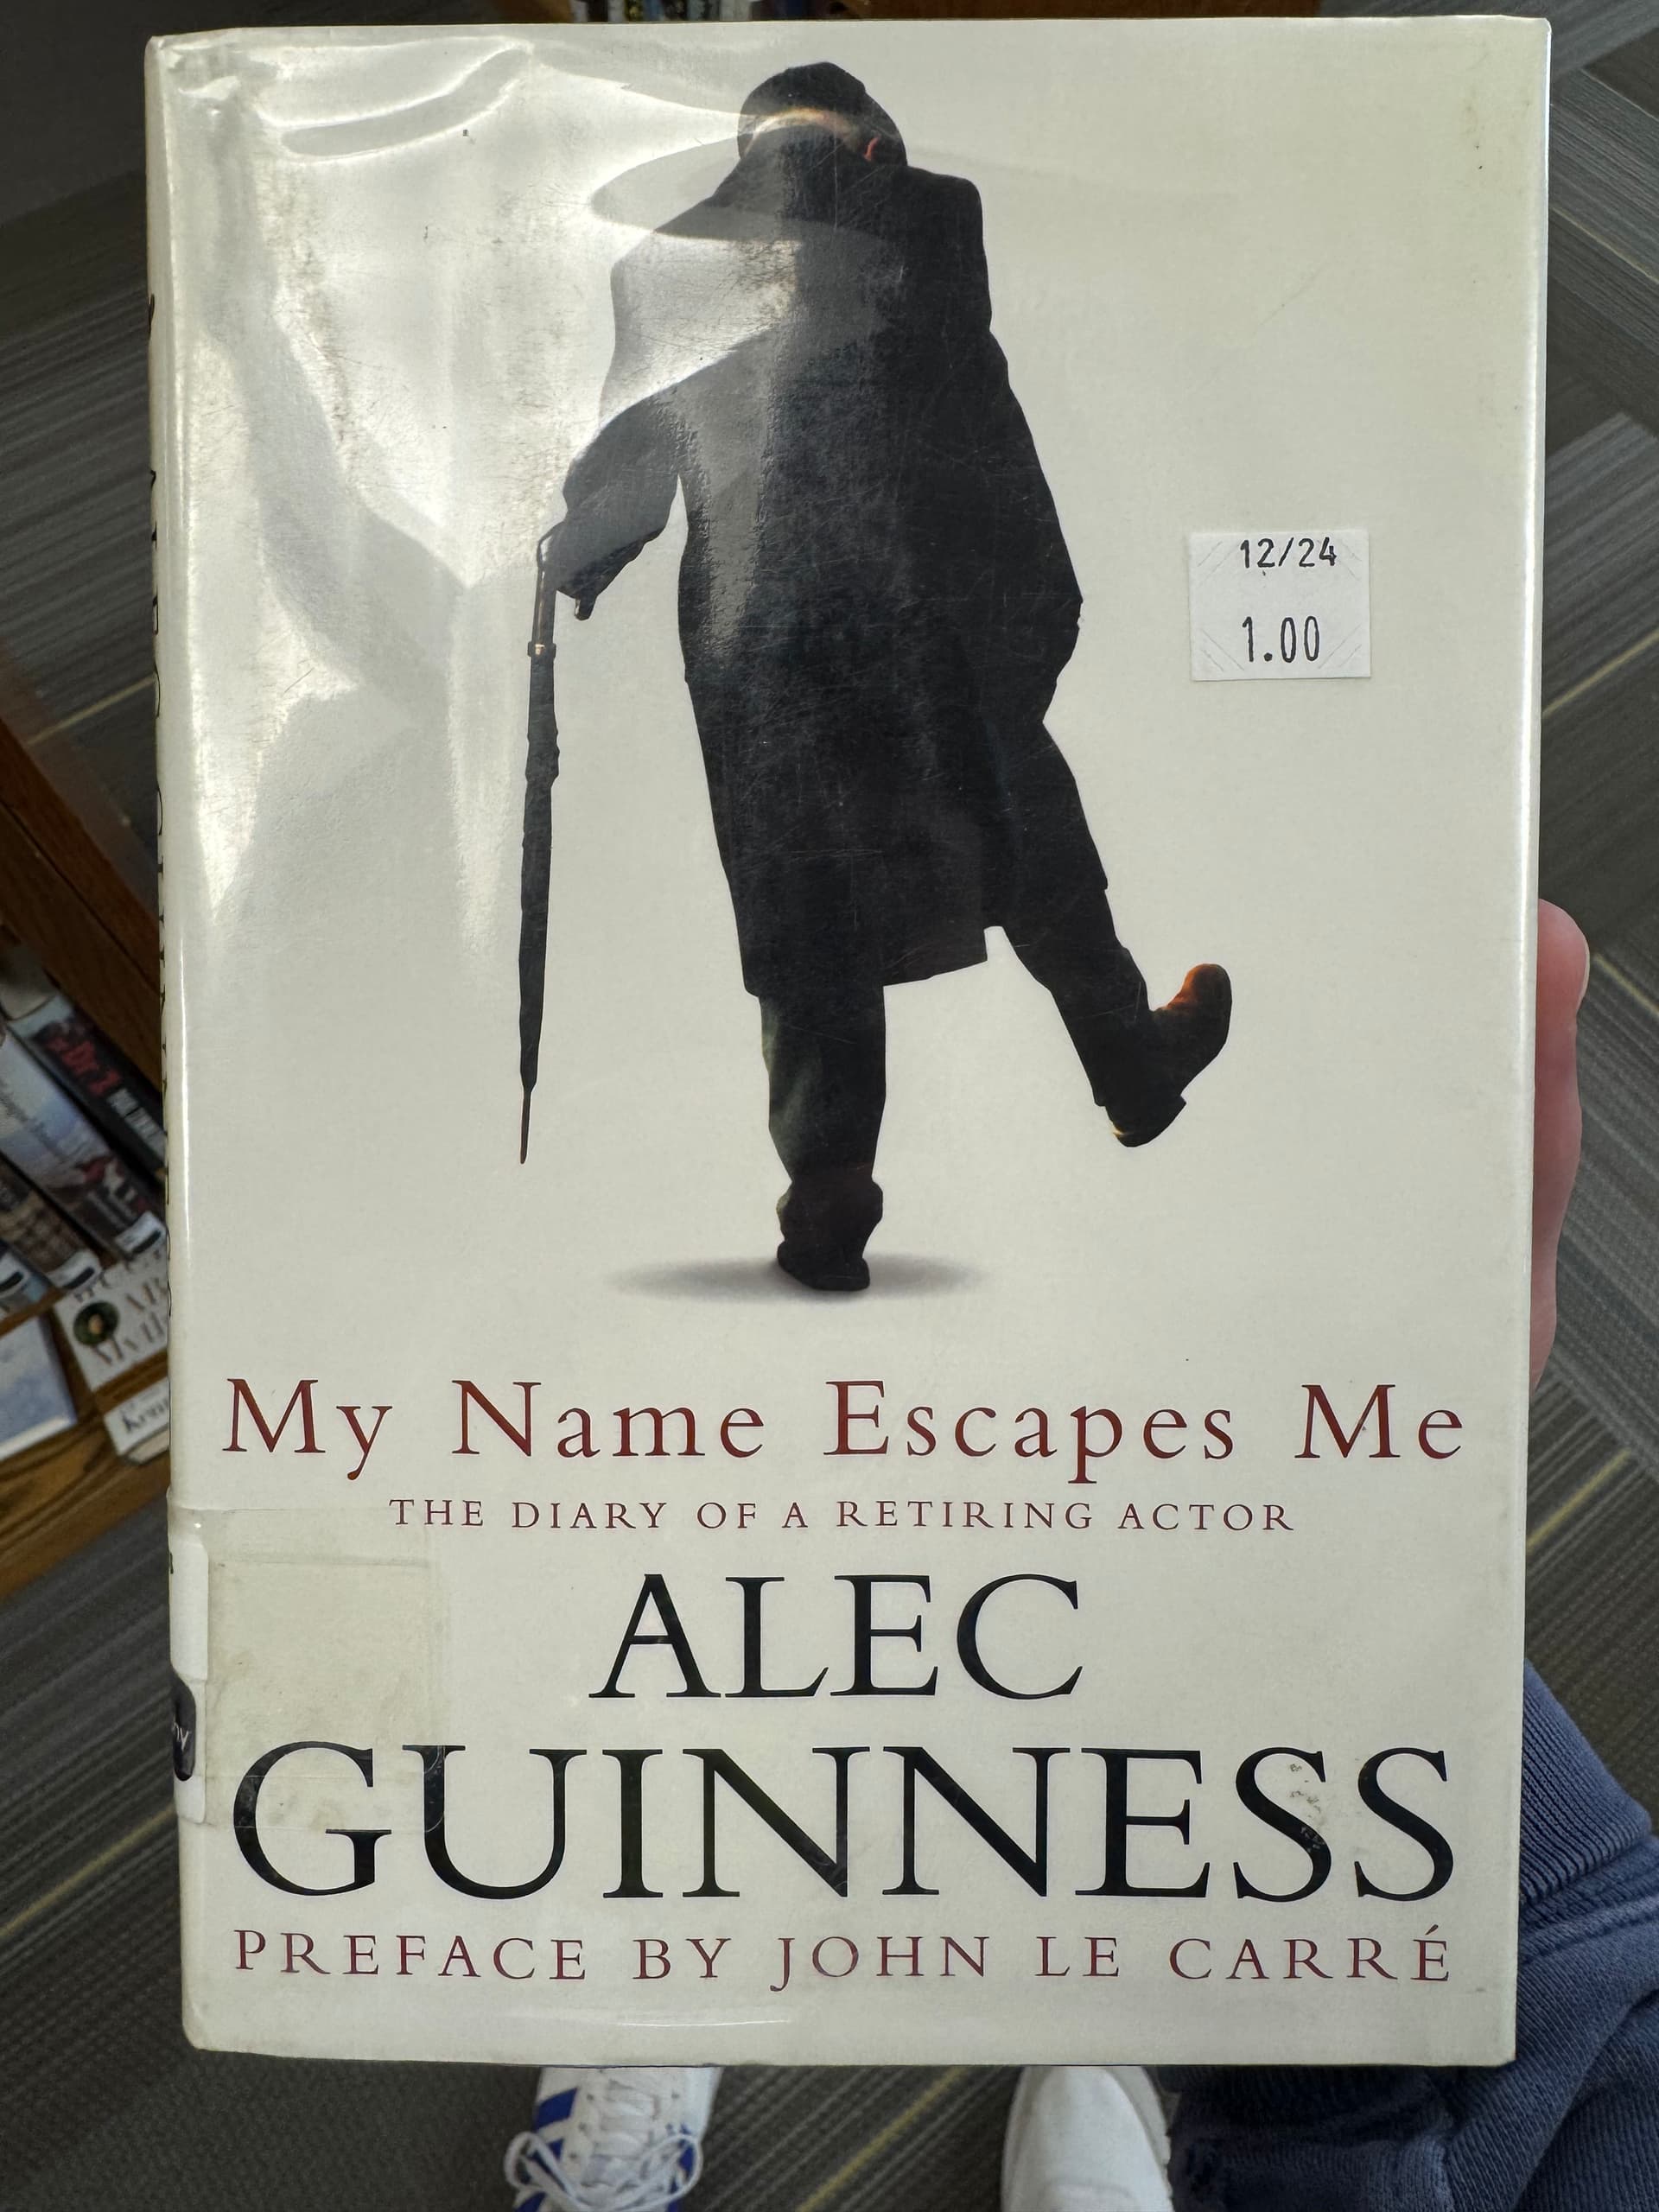 12/24
1.00
My Name Escapes Me
THE DIARY OF A RETIRING ACTOR
ALEC
GUINNESS
PREFACE BY JOHN LE CARRÉ